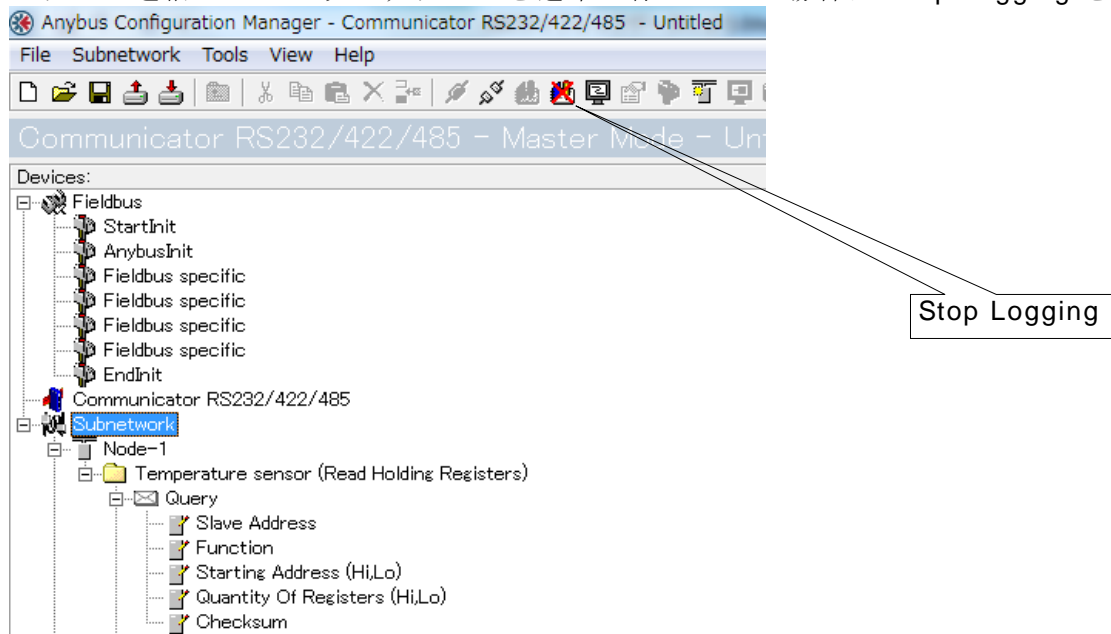 Anybus Configuration Manager - Communicator RS232/422/485 - Untitled
File Subnetwork Tools View Help
Communicator RS232/422/485 - Master Mode - Un
Devices:
Fieldbus
StartInit
AnybusInit
Fieldbus specific
Fieldbus specific
Fieldbus specific
Fieldbus specific
EndInit
Communicator RS232/422/485
Subnetwork
Node-1
Temperature sensor (Read Holding Registers)
Query
Slave Address
Function
Starting Address (Hi,Lo)
Quantity Of Registers (Hi,Lo)
Checksum
Stop Logging